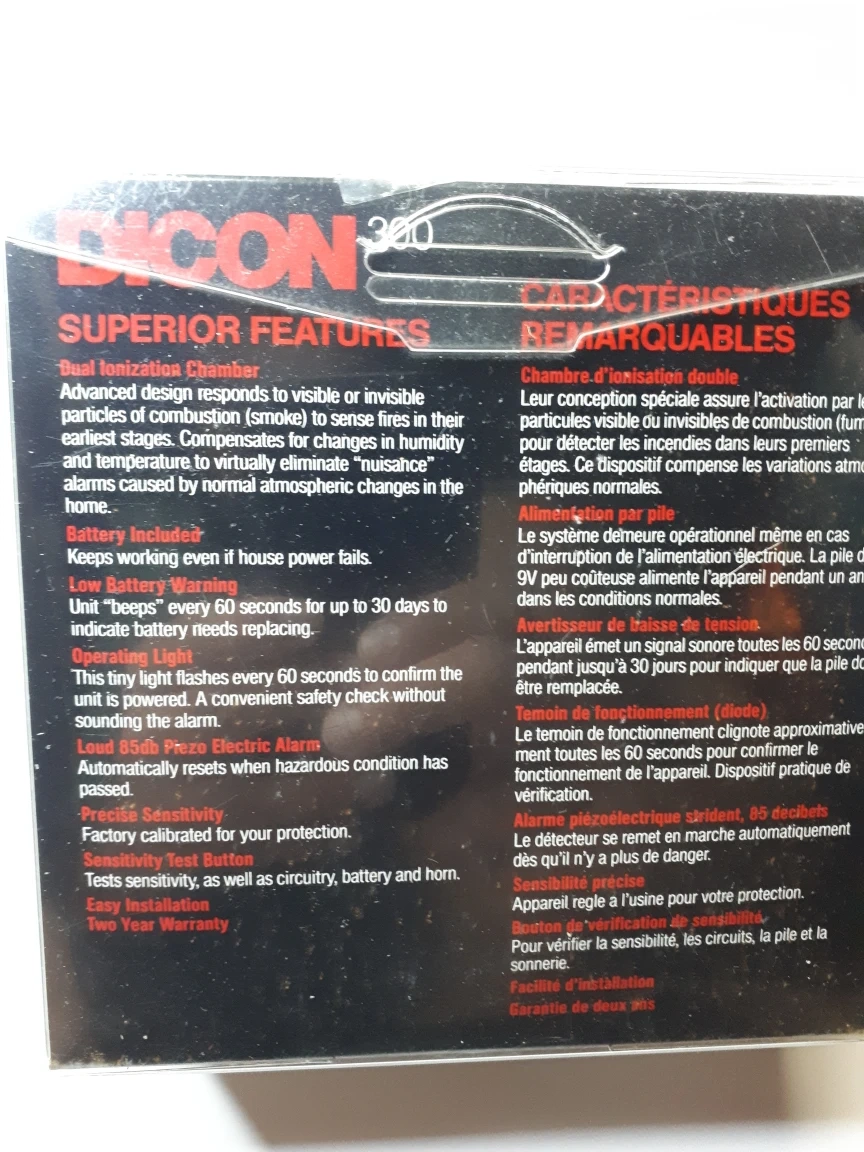 DICON 300
SUPERIOR FEATURES
Dual Ionization Chamber
Advanced design responds to visible or invisible
particles of combustion (smoke) to sense fires in their
earliest stages. Compensates for changes in humidity
and temperature to virtually eliminate "nuisance"
alarms caused by normal atmospheric changes in the
home.
Battery Included
Keeps working even if house power fails.
Low Battery Warning
Unit "beeps" every 60 seconds for up to 30 days to
indicate battery needs replacing.
Operating Light
This tiny light flashes every 60 seconds to confirm the
unit is powered. A convenient safety check without
sounding the alarm.
Loud 85db Piezo Electric Alarm
Automatically resets when hazardous condition has
passed.
Precise Sensitivity
Factory calibrated for your protection.
Sensitivity Test Button
Tests sensitivity, as well as circuitry, battery and horn.
Easy Installation
Two Year Warranty
CARACTÉRISTIQUES
REMARQUABLES
Chambre d'ionisation double
Leur conception spéciale assure l'activation par
particules visible ou invisibles de combustion
pour détecter les incendies dans leurs premiers
étages. Ce dispositif compense les variations
phériques normales.
Alimentation par pile
Le système demeure opérationnel même en cas
d'interruption de l'alimentation électrique. La pile
9V peu coûteuse alimente l'appareil pendant un
dans les conditions normales.
Avertisseur de baisse de tension
L'appareil émet un signal sonore toutes les 60
pendant jusqu'à 30 jours pour indiquer que la pile
être remplacée.
Temoin de fonctionnement (diode)
Le temoin de fonctionnement clignote approximative
ment toutes les 60 seconds pour confirmer le
fonctionnement de l'appareil. Dispositif pratique de
vérification.
Alarme piézoélectrique strident, 85 decibels
Le détecteur se remet en marche automatiquement
dès qu'il n'y a plus de danger.
Sensibilité précise
Appareil regle a l'usine pour votre protection.
Bouton de vérification de sensibilité
Pour vérifier la sensibilité, les circuits, la pile et la
sonnerie.
Facilité d'installation
Garantie de deux ans